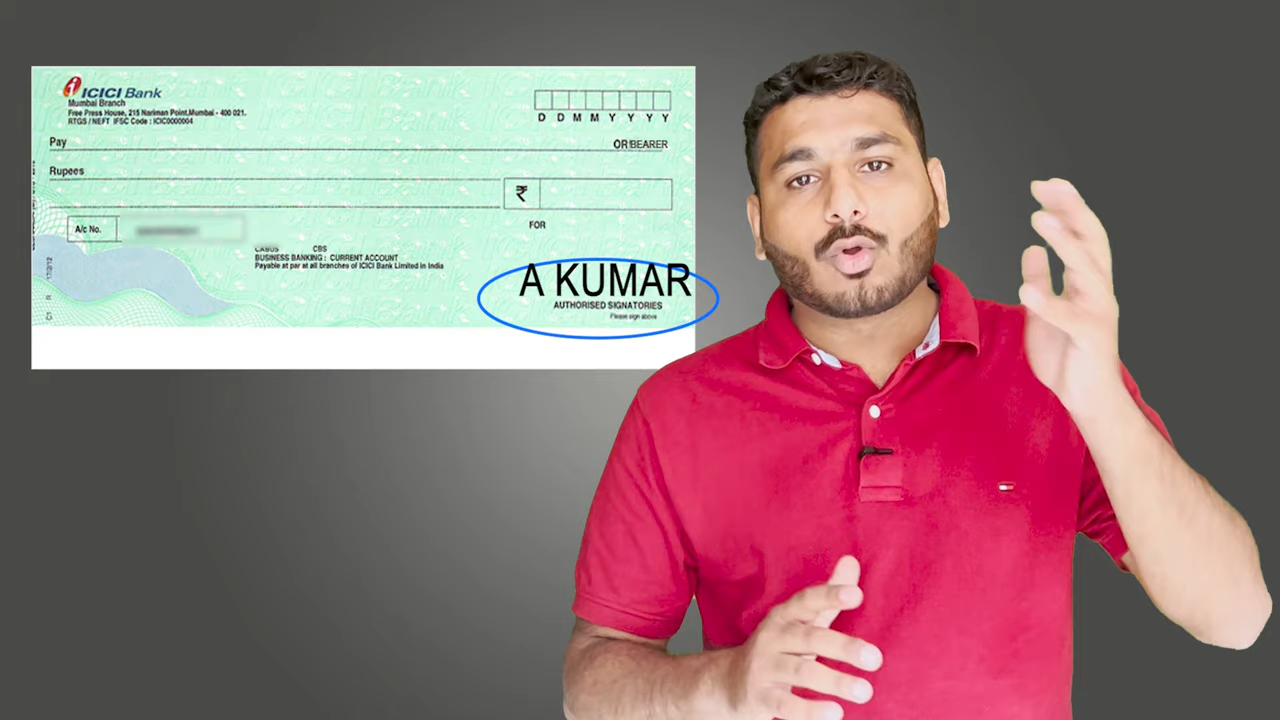 ICICI Bank
Mumbai Branch
Free Press House, 215 Nariman Point,Mumbai - 400 021.
RTGS / NEFT IFSC Code : ICIC0000004
D D M M Y Y Y Y
Pay
OR BEARER
Rupees
₹
A/c No.
FOR
CABUS CBS
BUSINESS BANKING : CURRENT ACCOUNT
Payable at par at all branches of ICICI Bank Limited in India
A KUMAR
AUTHORISED SIGNATORIES
Please sign above